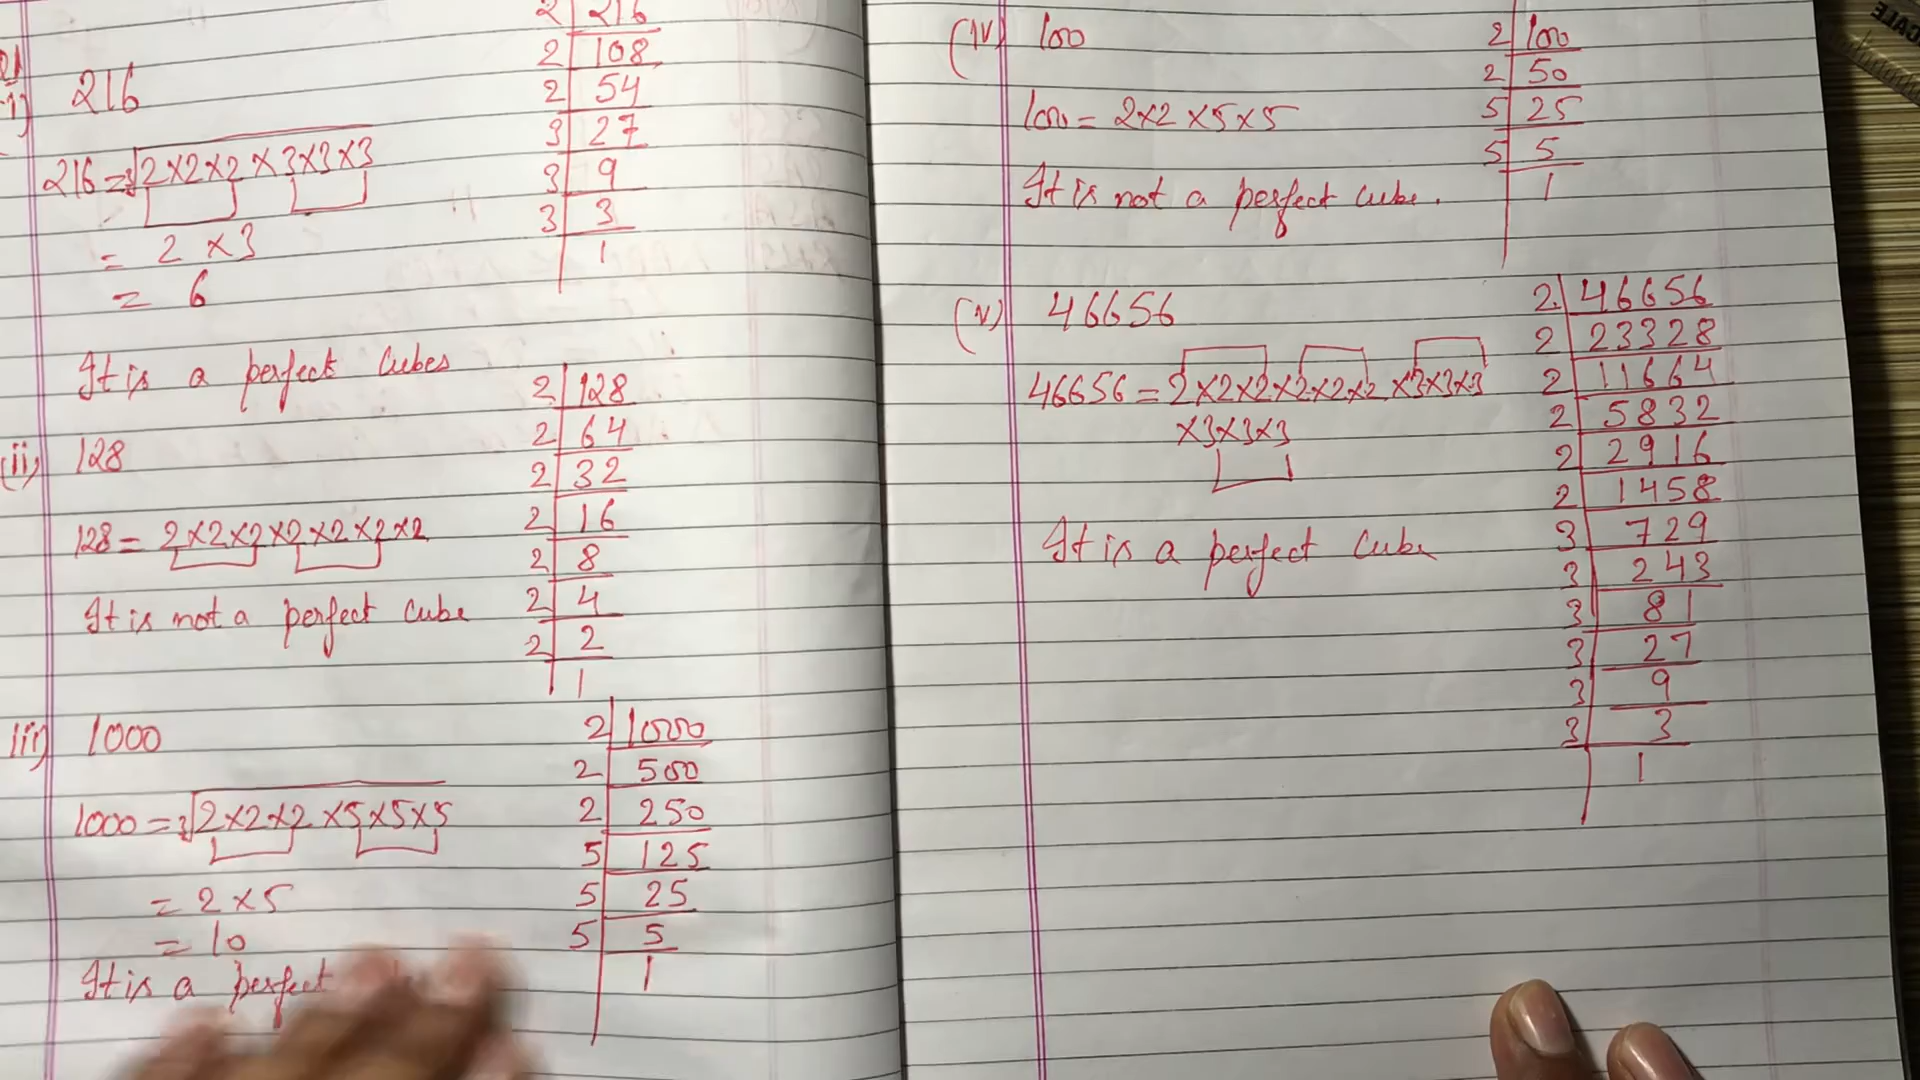 (i) 216
216 = ∛2×2×2×3×3×3
= 2 × 3
= 6
It is a perfect Cubes
2 | 216
2 | 108
2 | 54
3 | 27
3 | 9
3 | 3
1
(ii) 128
128 = 2×2×2×2×2×2×2
It is not a perfect Cube
2 | 128
2 | 64
2 | 32
2 | 16
2 | 8
2 | 4
2 | 2
1
(iii) 1000
1000 = ∛2×2×2×5×5×5
= 2×5
= 10
It is a perfect
2 | 1000
2 | 500
2 | 250
5 | 125
5 | 25
5 | 5
1
(iv) 100
100 = 2×2×5×5
It is not a perfect Cube.
2 | 100
2 | 50
5 | 25
5 | 5
1
(v) 46656
46656 = 2×2×2×2×2×2×3×3×3
×3×3×3
It is a perfect Cube
2 | 46656
2 | 23328
2 | 11664
2 | 5832
2 | 2916
2 | 1458
3 | 729
3 | 243
3 | 81
3 | 27
3 | 9
3 | 3
1